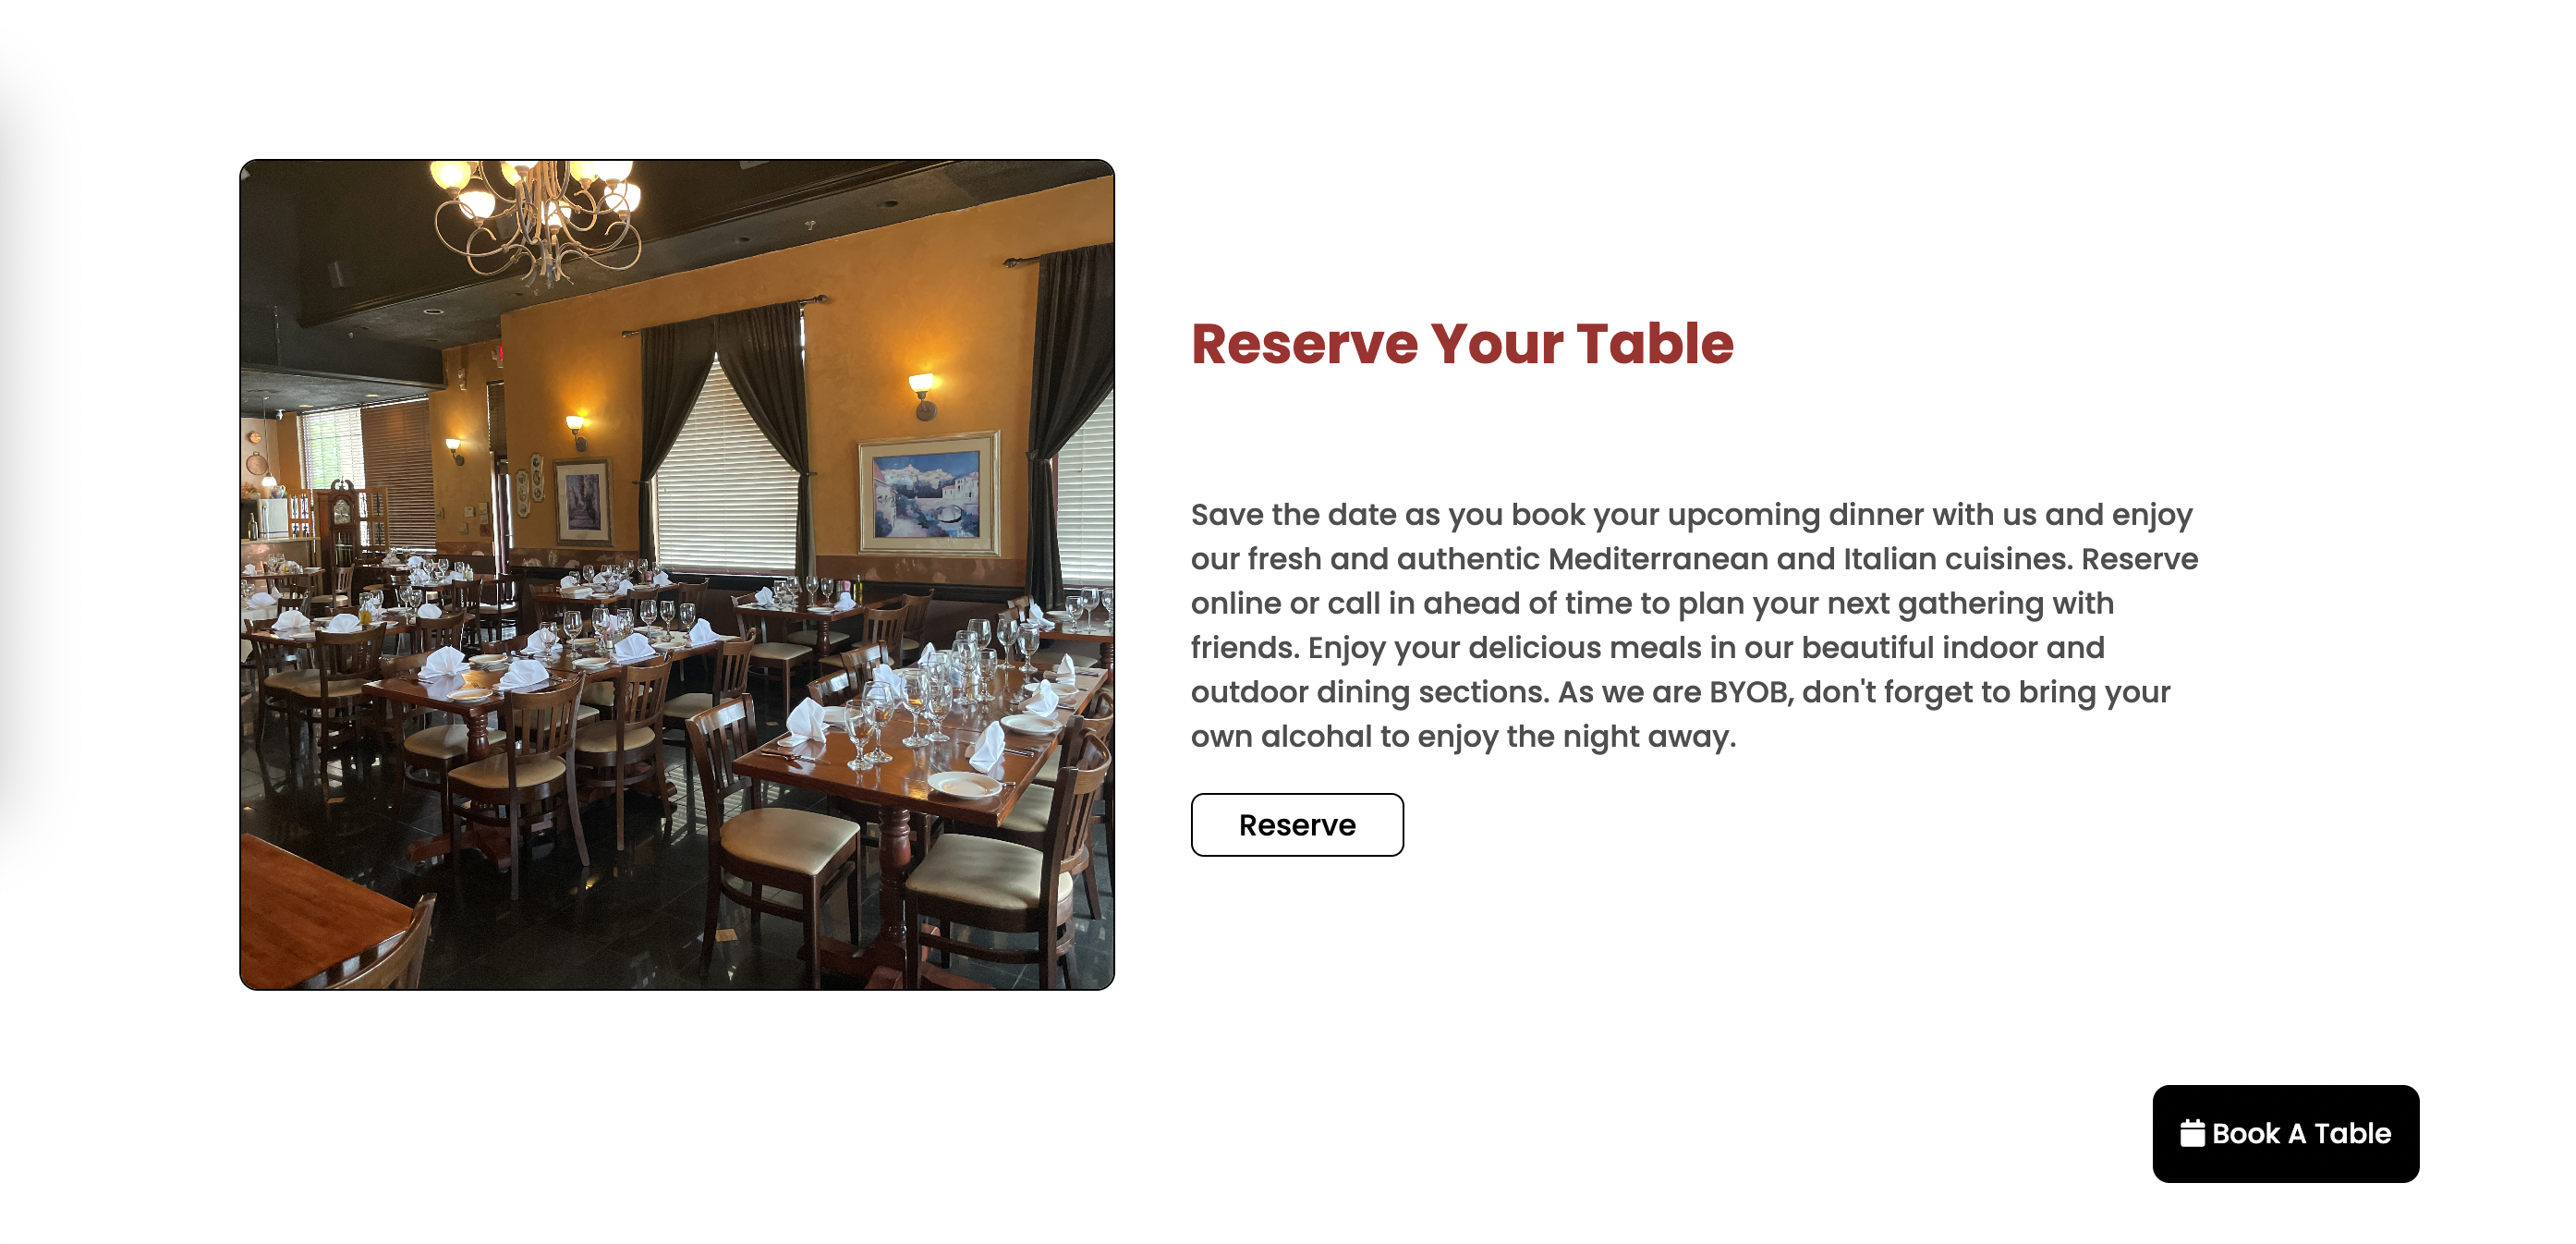 Reserve Your Table
Save the date as you book your upcoming dinner with us and enjoy
our fresh and authentic Mediterranean and Italian cuisines. Reserve
online or call in ahead of time to plan your next gathering with
friends. Enjoy your delicious meals in our beautiful indoor and
outdoor dining sections. As we are BYOB, don't forget to bring your
own alcohal to enjoy the night away.
Reserve
Book A Table